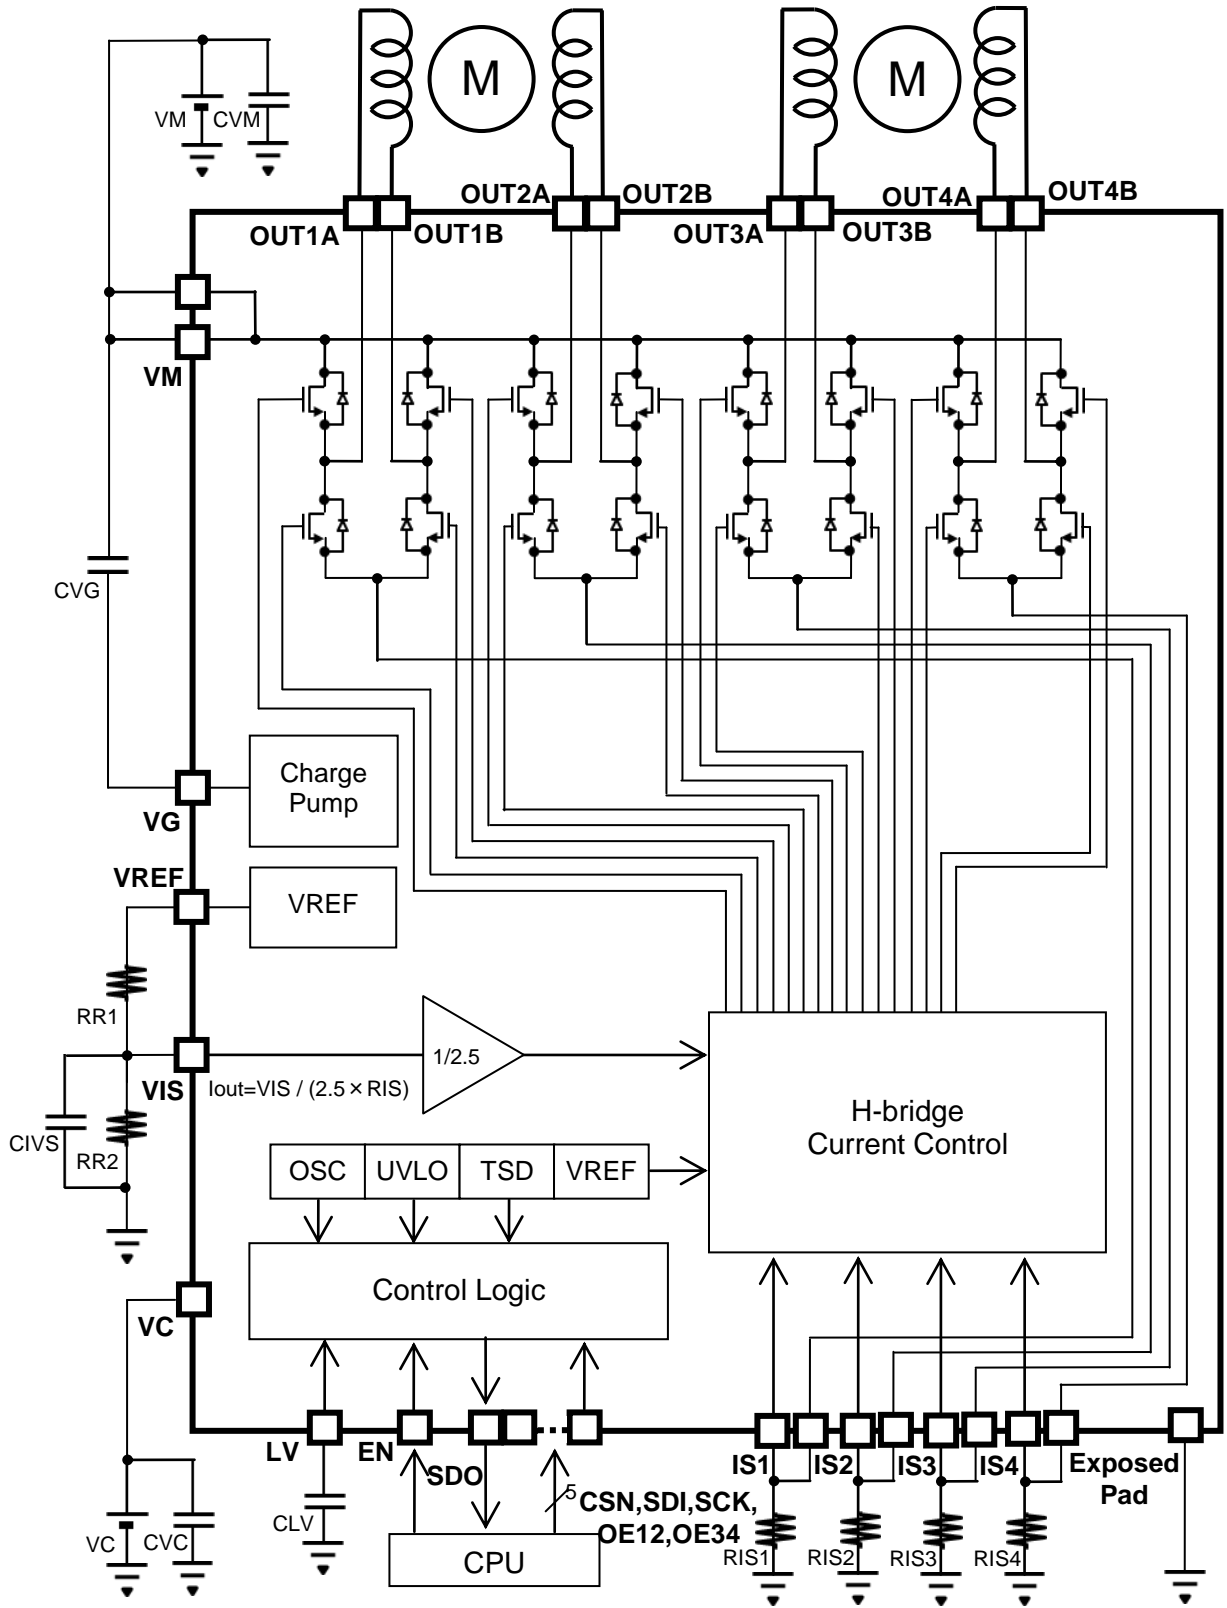 M
M
VM
CVM
OUT2A
OUT2B
OUT4A
OUT4B
OUT1A
OUT1B
OUT3A
OUT3B
VM
CVG
Charge
Pump
VG
VREF
VREF
RR1
1/2.5
VIS
Iout=VIS / (2.5×RIS)
H-bridge
Current Control
CIVS
RR2
OSC
UVLO
TSD
VREF
Control Logic
VC
LV
EN
SDO
IS1
IS2
IS3
IS4
Exposed
Pad
5
CSN,SDI,SCK,
OE12,OE34
CLV
VC
CVC
CPU
RIS1
RIS2
RIS3
RIS4